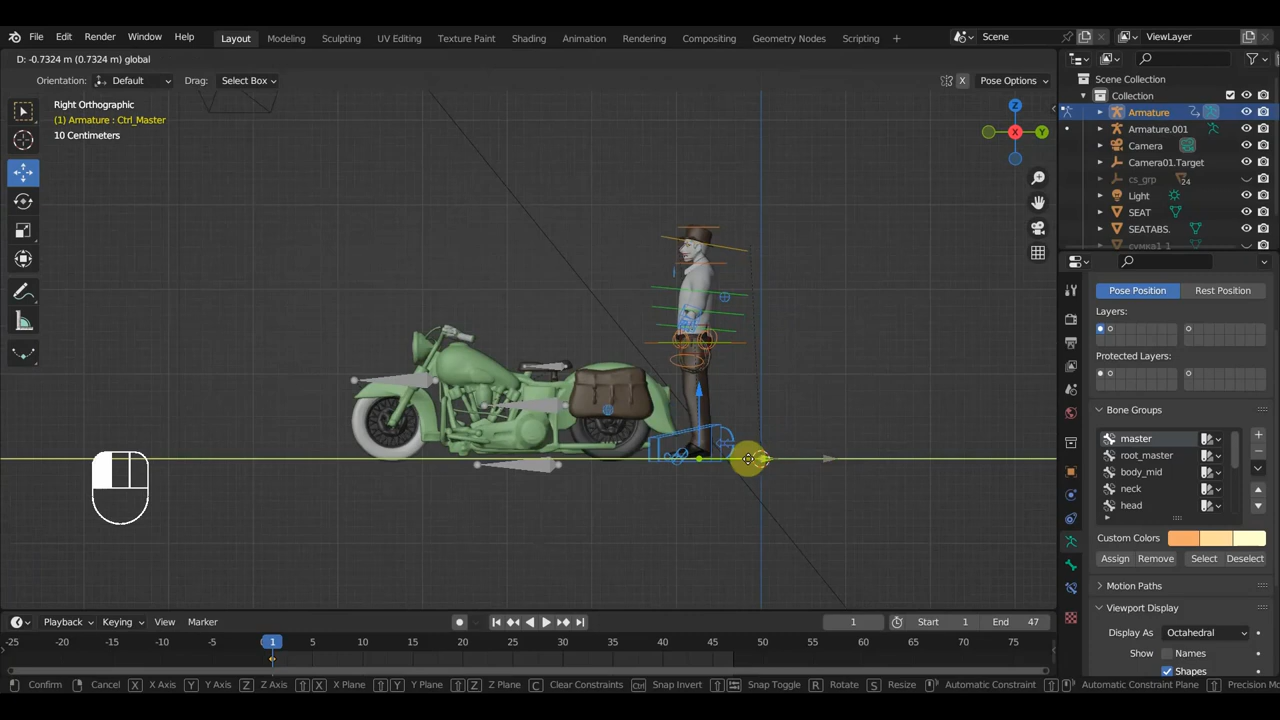 File Edit Render Window Help Layout Modeling Sculpting UV Editing Texture Paint Shading Animation Rendering Compositing Geometry Nodes Scripting + Scene ViewLayer
D: -0.7324 m (0.7324 m) global
Orientation: Default Drag: Select Box X Pose Options
Right Orthographic
(1) Armature : Ctrl_Master
10 Centimeters
Z
X
Y
Scene Collection
Collection
Armature
Armature.001
Camera
Camera01.Target
cs_grp 24
Light
SEAT
SEATABS.
сумка1 1
Pose Position Rest Position
Layers:
Protected Layers:
Bone Groups
master
root_master
body_mid
neck
head
Custom Colors
Assign Remove Select Deselect
Motion Paths
Viewport Display
Display As Octahedral
Show Names
Shapes
Playback Keying View Marker 1 Start 1 End 47
-25 -20 -15 -10 -5 1 5 10 15 20 25 30 35 40 45 50 55 60 65 70 75
Confirm Cancel X X Axis Y Y Axis Z Z Axis X X Plane Y Y Plane Z Z Plane C Clear Constraints Ctrl Snap Invert Snap Toggle R Rotate S Resize Automatic Constraint Automatic Constraint Plane Precision Mo